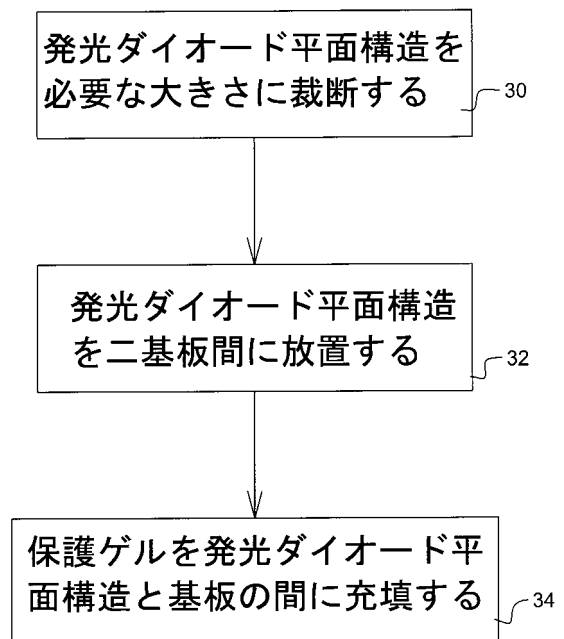 発光ダイオード平面構造を
必要な大きさに裁断する
30
発光ダイオード平面構造
を二基板間に放置する
32
保護ゲルを発光ダイオード平
面構造と基板の間に充填する
34